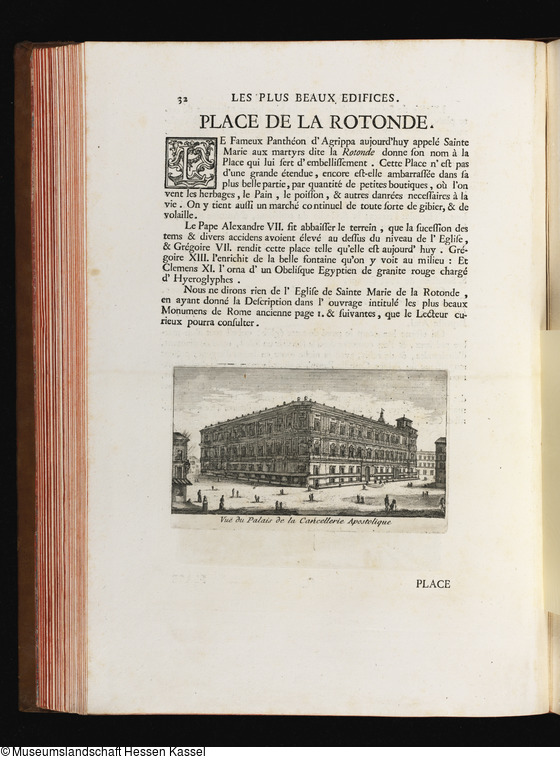 32 LES PLUS BEAUX EDIFICES.
PLACE DE LA ROTONDE.
LE Fameux Panthéon d'Agrippa aujourd'huy appelé Sainte
Marie aux martyrs dite la Rotonde donne son nom à la
Place qui lui sert d'embellissement. Cette Place n'est pas
d'une grande étendue, encore est-elle ambarrassée dans sa
plus belle partie, par quantité de petites boutiques, où l'on
vent les herbages, le Pain, le poisson, & autres danrées necessaires à la
vie. On y tient aussi un marché continuel de toute sorte de gibier, & de
volaille.
Le Pape Alexandre VII. fit abbaisser le terrein, que la sucession des
tems & divers accidens avoient élevé au dessus du niveau de l'Eglise,
& Grégoire VII. rendit cette place telle qu'elle est aujourd'huy. Gré-
goire XIII. l'enrichit de la belle fontaine qu'on y voit au milieu: Et
Clemens XI. l'orna d'un Obelisque Egyptien de granite rouge chargé
d'Hyeroglyphes.
Nous ne dirons rien de l'Eglise de Sainte Marie de la Rotonde,
en ayant donné la Description dans l'ouvrage intitulé les plus beaux
Monumens de Rome ancienne page 1. & suivantes, que le Lecteur cu-
rieux pourra consulter.
Vue du Palais de la Cancellerie Apostolique
PLACE
© Museumslandschaft Hessen Kassel